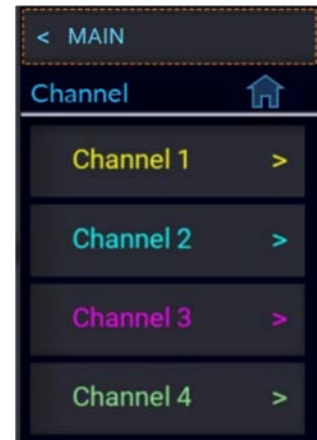 < MAIN
Channel
Channel 1 >
Channel 2 >
Channel 3 >
Channel 4 >